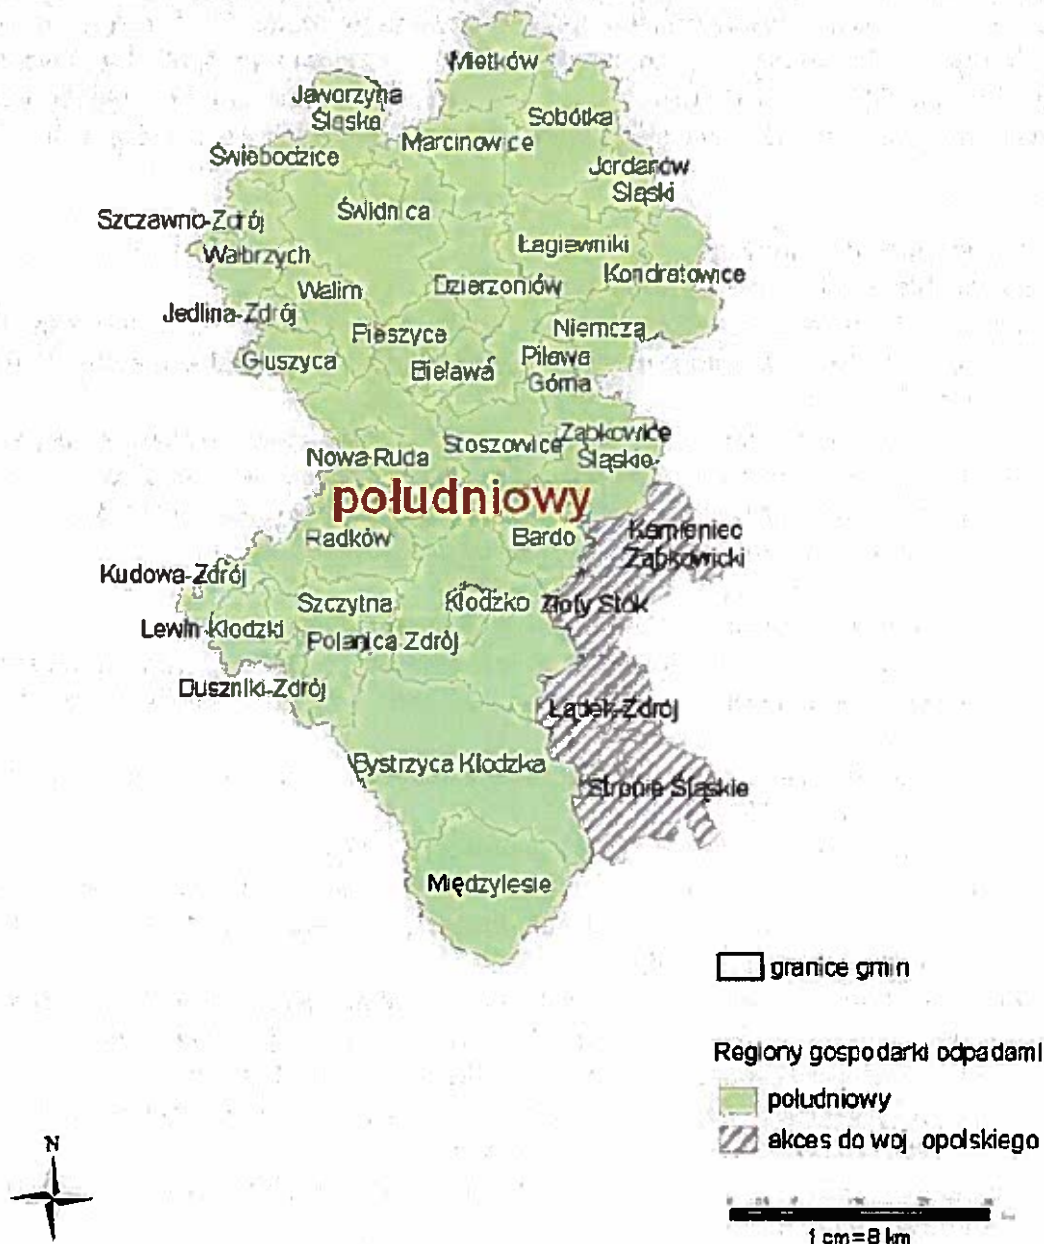 Mietków
Jaworzyna
Śląska
Sobótka
Marcinowice
Świebodzice
Jordanów
Śląski
Szczawno-Zdrój
Świdnica
Łagiewniki
Wałbrzych
Kondratowice
Walim
Dzierżoniów
Jedlina-Zdrój
Pieszyce
Niemcza
Głuszyca
Bielawa
Piława
Górna
Nowa Ruda
Stoszowice
Ząbkowice
Śląskie
południowy
Radków
Bardo
Kamieniec
Ząbkowicki
Kudowa-Zdrój
Szczytna
Kłodzko
Złoty Stok
Lewin Kłodzki
Polanica Zdrój
Duszniki-Zdrój
Lądek-Zdrój
Bystrzyca Kłodzka
Stronie Śląskie
Międzylesie
granice gmin
Regiony gospodarki odpadami
południowy
akces do woj. opolskiego
N
1 cm=8 km